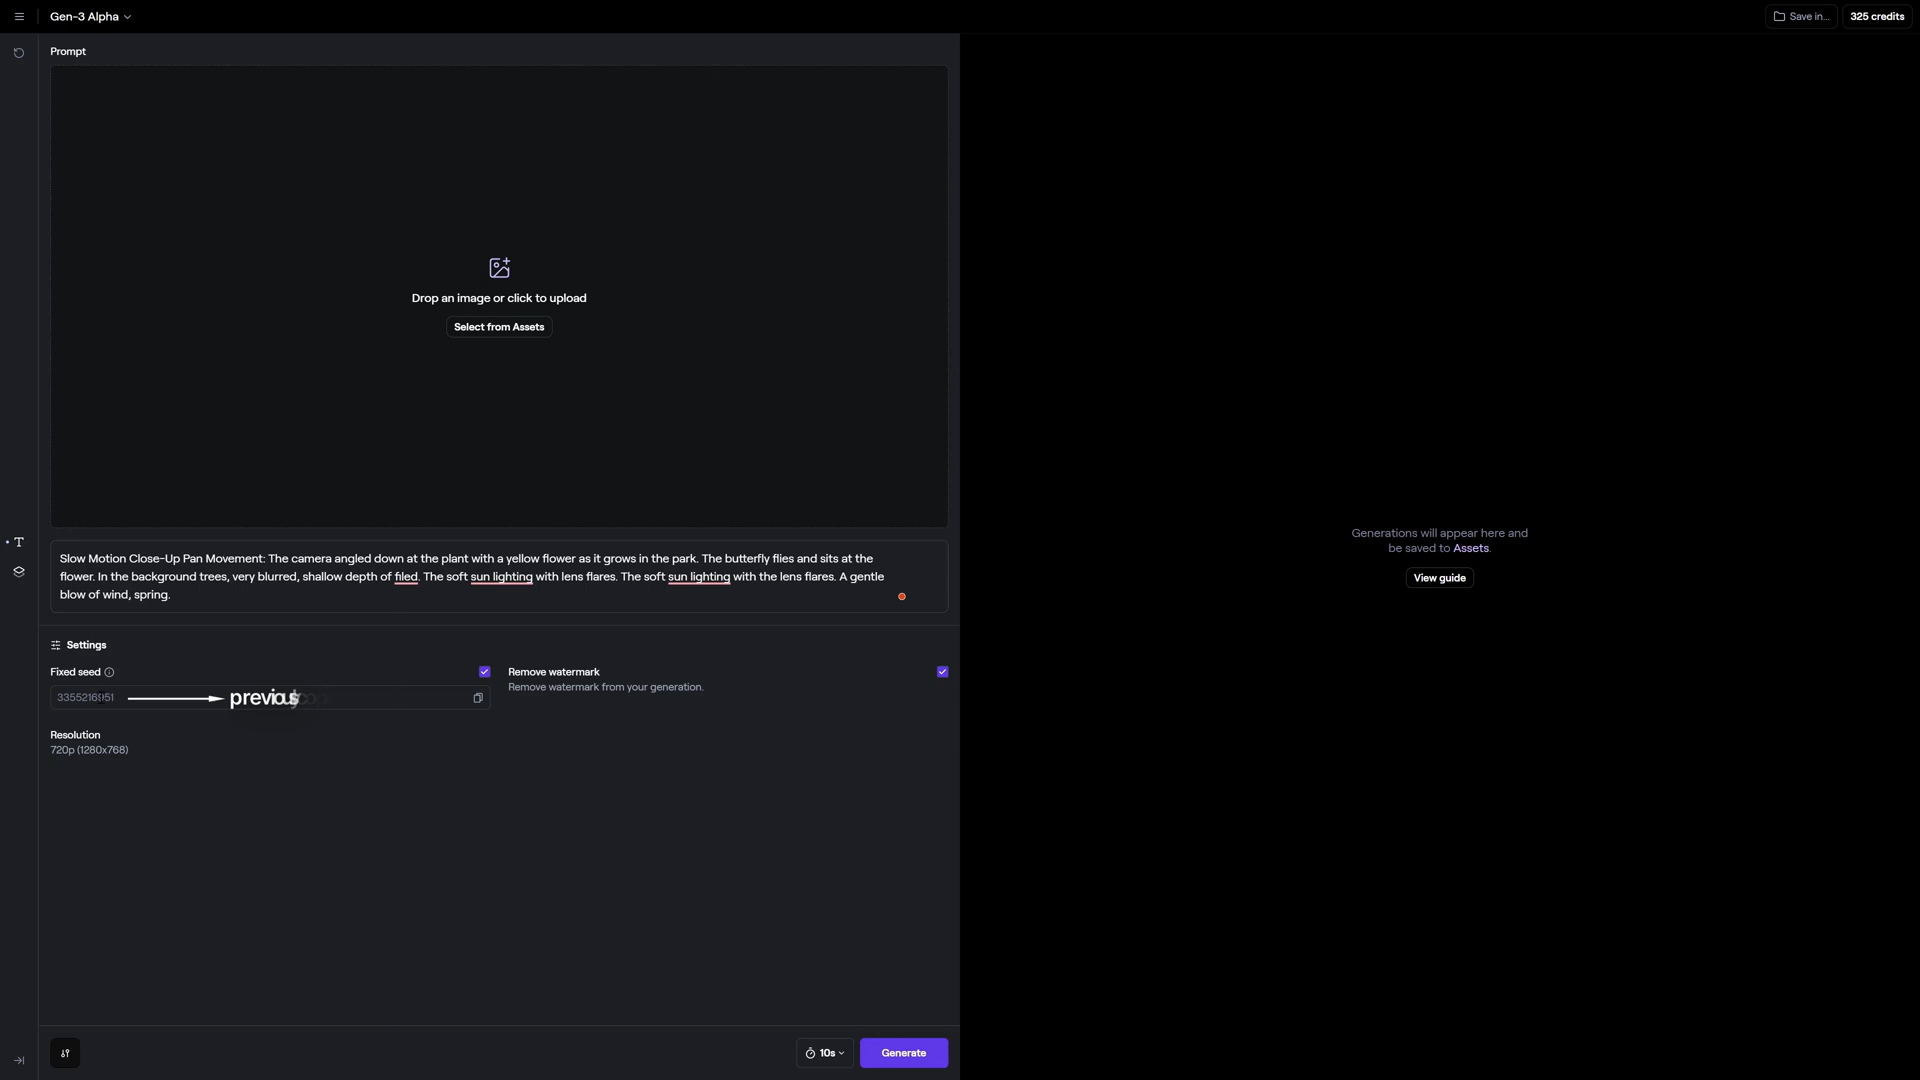 Gen-3 Alpha
Save in...
325 credits
Prompt
Drop an image or click to upload
Select from Assets
Slow Motion Close-Up Pan Movement: The camera angled down at the plant with a yellow flower as it grows in the park. The butterfly flies and sits at the
flower. In the background trees, very blurred, shallow depth of filed. The soft sun lighting with lens flares. The soft sun lighting with the lens flares. A gentle
blow of wind, spring.
Generations will appear here and
be saved to Assets.
View guide
Settings
Fixed seed
Remove watermark
Remove watermark from your generation.
3355216951
previous
Resolution
720p (1280x768)
10s
Generate